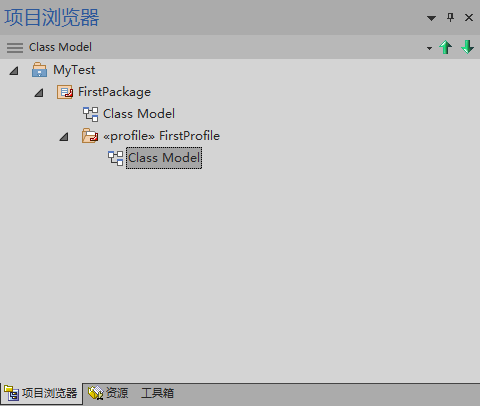 项目浏览器
Class Model
MyTest
FirstPackage
Class Model
«profile» FirstProfile
Class Model
项目浏览器 资源 工具箱